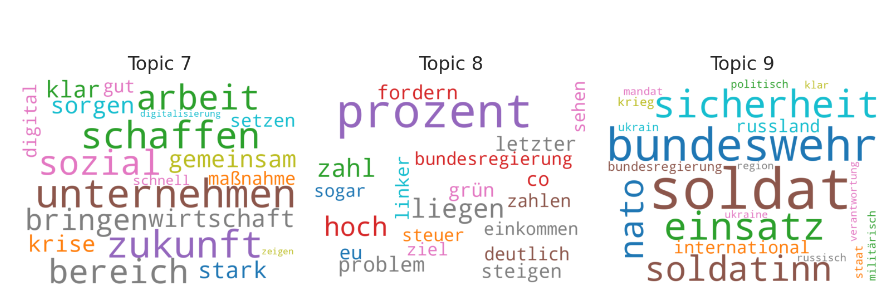 Topic 7
digital
klar
gut
arbeit
sorgen
digitalisierung
setzen
schaffen
sozial
gemeinsam
schnell
maßnahme
unternehmen
bringen
wirtschaft
krise
zukunft
zeigen
bereich
stark
Topic 8
fordern
sehen
prozent
letzter
bundesregierung
zahl
linker
co
sogar
grün
zahlen
liegen
hoch
steuer
einkommen
eu
ziel
deutlich
problem
steigen
Topic 9
politisch
klar
mandat
krieg
sicherheit
ukrain
russland
bundeswehr
bundesregierung
region
verantwortung
soldat
nato
ukraine
einsatz
militärisch
international
staat
russisch
soldatinn